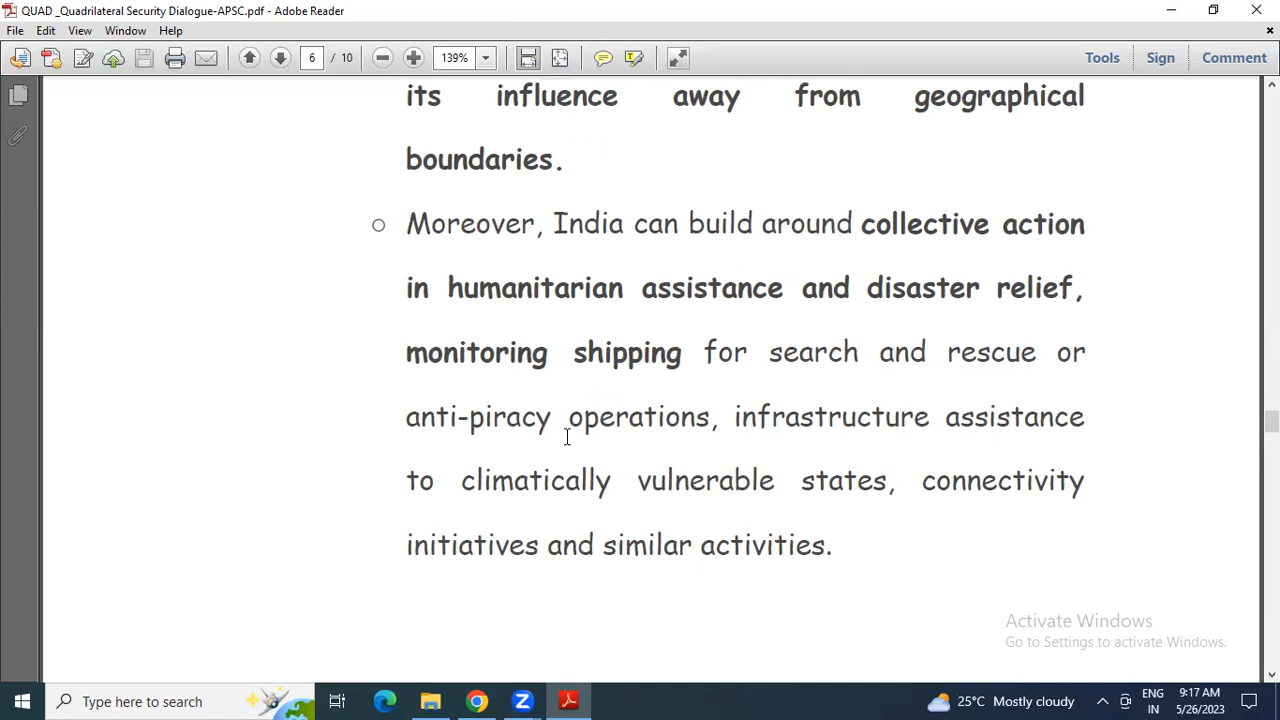 QUAD _Quadrilateral Security Dialogue-APSC.pdf - Adobe Reader
File Edit View Window Help
6 / 10 139% Tools Sign Comment
its influence away from geographical
boundaries.
○ Moreover, India can build around collective action
in humanitarian assistance and disaster relief,
monitoring shipping for search and rescue or
anti-piracy operations, infrastructure assistance
to climatically vulnerable states, connectivity
initiatives and similar activities.
Activate Windows
Go to Settings to activate Windows.
Type here to search 25°C Mostly cloudy ENG 9:17 AM
IN 5/26/2023